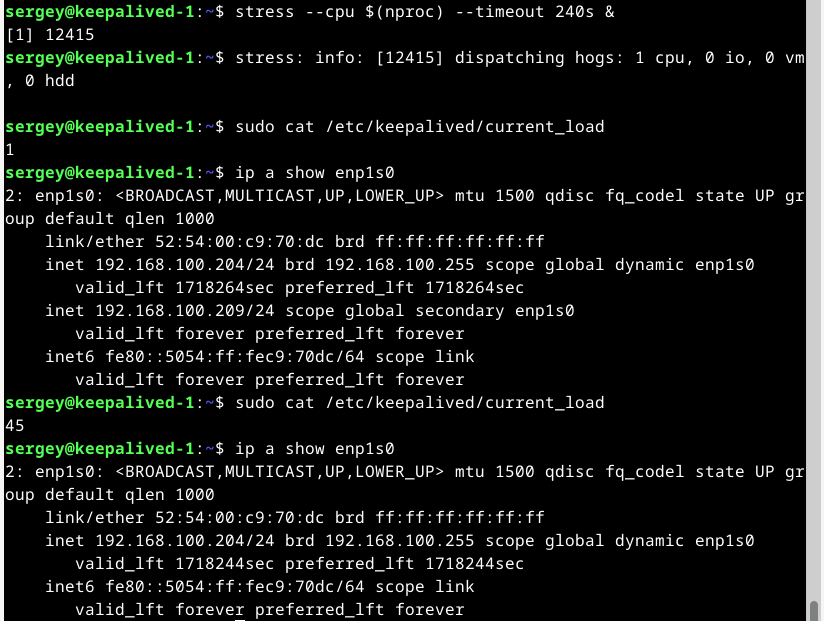 sergey@keepalived-1:~$ stress --cpu $(nproc) --timeout 240s &
[1] 12415
sergey@keepalived-1:~$ stress: info: [12415] dispatching hogs: 1 cpu, 0 io, 0 vm
, 0 hdd
sergey@keepalived-1:~$ sudo cat /etc/keepalived/current_load
1
sergey@keepalived-1:~$ ip a show enp1s0
2: enp1s0: <BROADCAST,MULTICAST,UP,LOWER_UP> mtu 1500 qdisc fq_codel state UP gr
oup default qlen 1000
    link/ether 52:54:00:c9:70:dc brd ff:ff:ff:ff:ff:ff
    inet 192.168.100.204/24 brd 192.168.100.255 scope global dynamic enp1s0
       valid_lft 1718264sec preferred_lft 1718264sec
    inet 192.168.100.209/24 scope global secondary enp1s0
       valid_lft forever preferred_lft forever
    inet6 fe80::5054:ff:fec9:70dc/64 scope link
       valid_lft forever preferred_lft forever
sergey@keepalived-1:~$ sudo cat /etc/keepalived/current_load
45
sergey@keepalived-1:~$ ip a show enp1s0
2: enp1s0: <BROADCAST,MULTICAST,UP,LOWER_UP> mtu 1500 qdisc fq_codel state UP gr
oup default qlen 1000
    link/ether 52:54:00:c9:70:dc brd ff:ff:ff:ff:ff:ff
    inet 192.168.100.204/24 brd 192.168.100.255 scope global dynamic enp1s0
       valid_lft 1718244sec preferred_lft 1718244sec
    inet6 fe80::5054:ff:fec9:70dc/64 scope link
       valid_lft forever preferred_lft forever